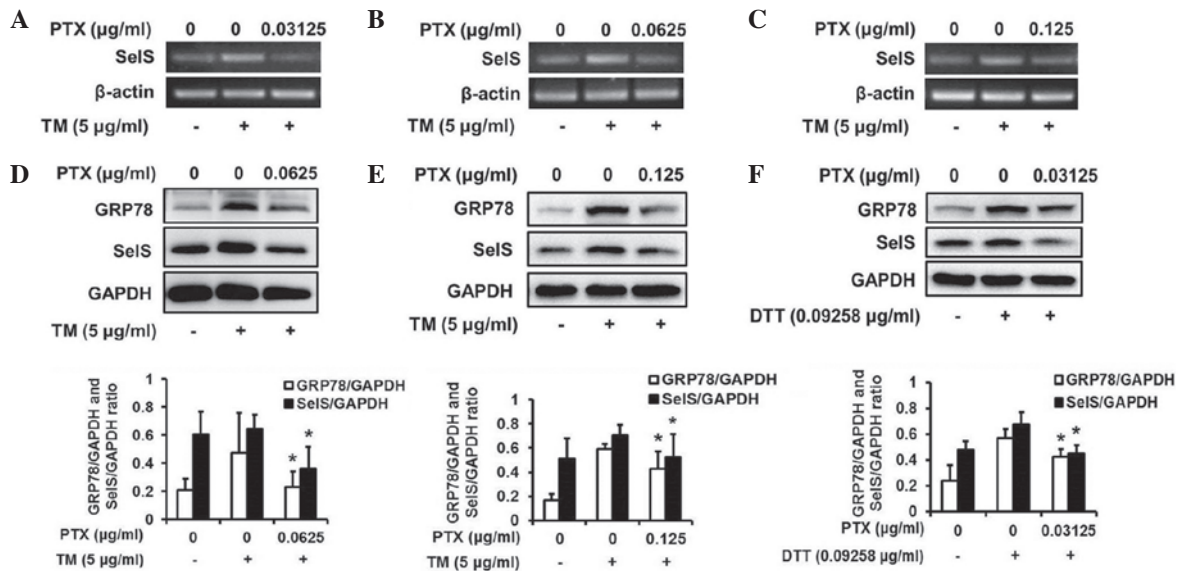 A
PTX (µg/ml) 0 0 0.03125
SelS
β-actin
TM (5 µg/ml) - + +
B
PTX (µg/ml) 0 0 0.0625
SelS
β-actin
TM (5 µg/ml) - + +
C
PTX (µg/ml) 0 0 0.125
SelS
β-actin
TM (5 µg/ml) - + +
D
PTX (µg/ml) 0 0 0.0625
GRP78
SelS
GAPDH
TM (5 µg/ml) - + +
GRP78/GAPDH and
SelS/GAPDH ratio
1
0.8
0.6
0.4
0.2
0
GRP78/GAPDH
SelS/GAPDH
* *
PTX (µg/ml) 0 0 0.0625
TM (5 µg/ml) - + +
E
PTX (µg/ml) 0 0 0.125
GRP78
SelS
GAPDH
TM (5 µg/ml) - + +
GRP78/GAPDH and
SelS/GAPDH ratio
1
0.8
0.6
0.4
0.2
0
GRP78/GAPDH
SelS/GAPDH
* *
PTX (µg/ml) 0 0 0.125
TM (5 µg/ml) - + +
F
PTX (µg/ml) 0 0 0.03125
GRP78
SelS
GAPDH
DTT (0.09258 µg/ml) - + +
GRP78/GAPDH and
SelS/GAPDH ratio
1
0.8
0.6
0.4
0.2
0
GRP78/GAPDH
SelS/GAPDH
* *
PTX (µg/ml) 0 0 0.03125
DTT (0.09258 µg/ml) - + +